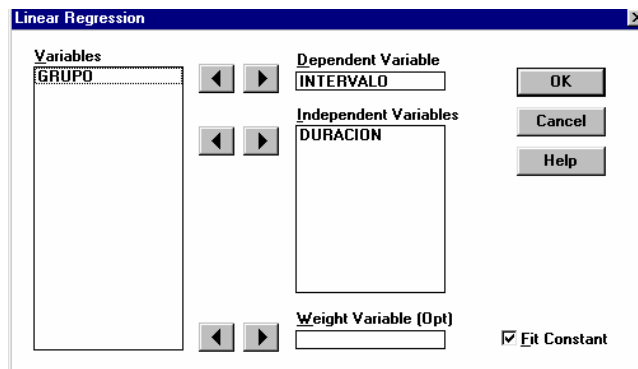 Linear Regression
Variables
GRUPO
Dependent Variable
INTERVALO
Independent Variables
DURACION
Weight Variable (Opt)
OK
Cancel
Help
Fit Constant